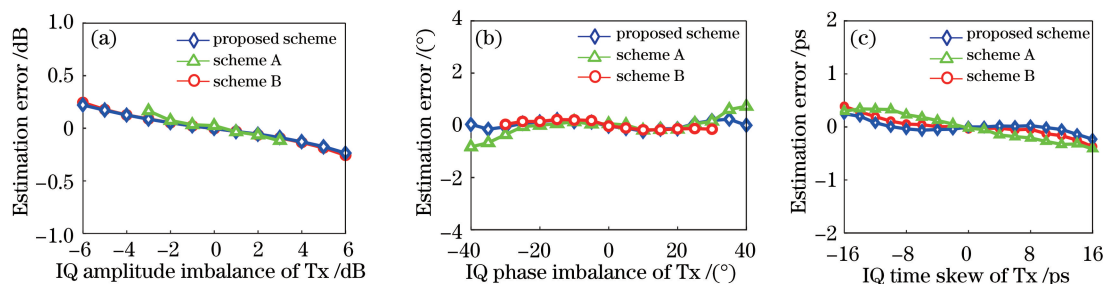 (a)
proposed scheme
scheme A
scheme B
Estimation error /dB
1.0
0.5
0
−0.5
−1.0
−6 −4 −2 0 2 4 6
IQ amplitude imbalance of Tx /dB
(b)
proposed scheme
scheme A
scheme B
Estimation error /(°)
4
2
0
−2
−4
−40 −20 0 20 40
IQ phase imbalance of Tx /(°)
(c)
proposed scheme
scheme A
scheme B
Estimation error /ps
2
1
0
−1
−2
−16 −8 0 8 16
IQ time skew of Tx /ps